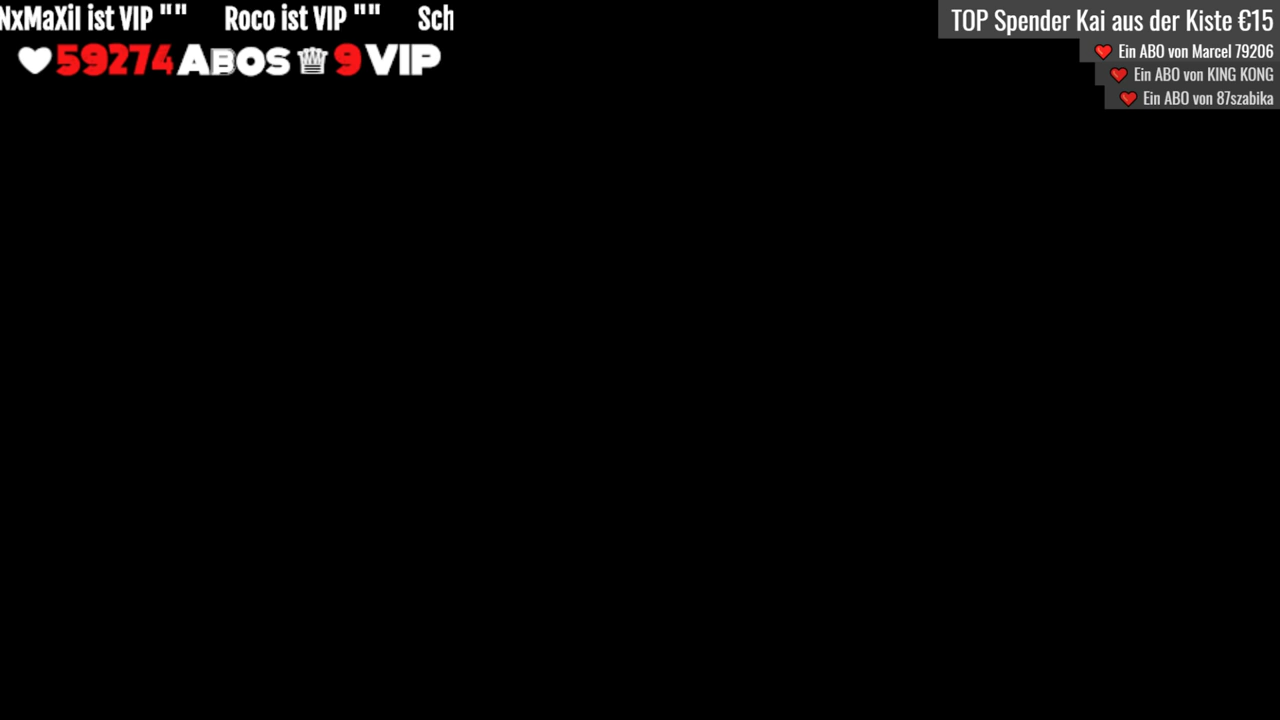 NxMaXiI ist VIP "" Roco ist VIP "" Sch
59274 ABOS 9 VIP
TOP Spender Kai aus der Kiste €15
Ein ABO von Marcel 79206
Ein ABO von KING KONG
Ein ABO von 87szabika